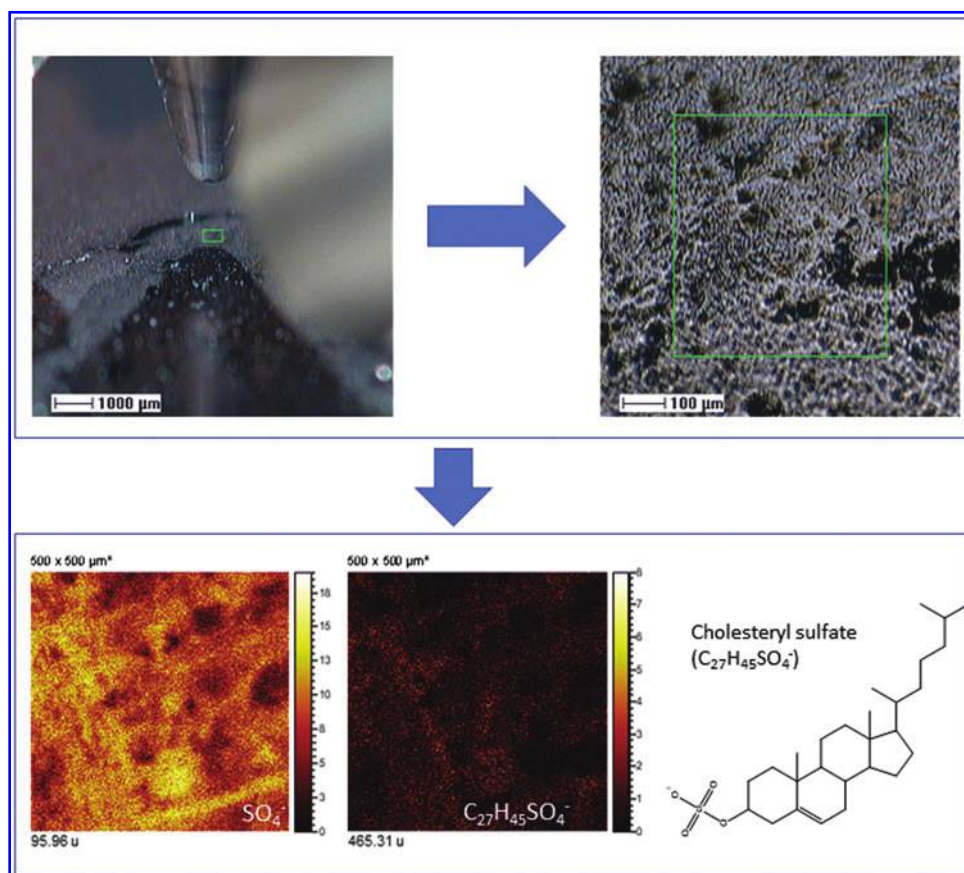 1000 µm
100 µm
500 x 500 µm²
500 x 500 µm²
18
15
13
10
8
5
3
0
8
7
6
5
4
3
2
1
0
SO₄⁻
C₂₇H₄₅SO₄⁻
95.96 u
465.31 u
Cholesteryl sulfate
(C₂₇H₄₅SO₄⁻)
⁻O
O
S
O
O